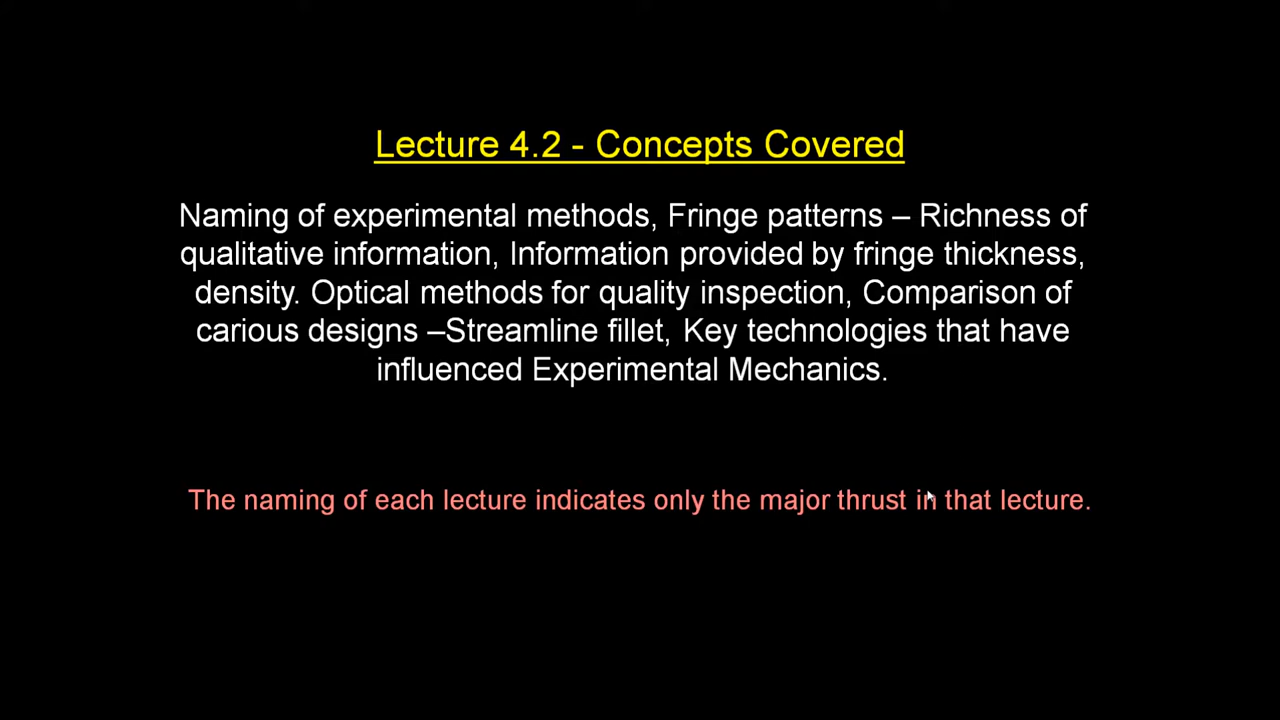 Lecture 4.2 - Concepts Covered
Naming of experimental methods, Fringe patterns – Richness of
qualitative information, Information provided by fringe thickness,
density. Optical methods for quality inspection, Comparison of
carious designs –Streamline fillet, Key technologies that have
influenced Experimental Mechanics.
The naming of each lecture indicates only the major thrust in that lecture.